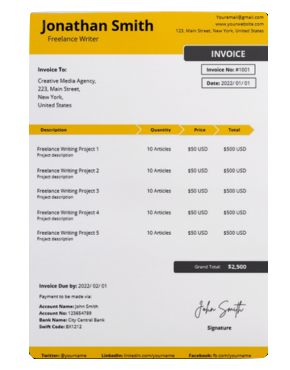 Jonathan Smith
Freelance Writer
Youremail@gmail.com
www.yourwebsite.com
123, Main Street, New York, United States
INVOICE
Invoice To:
Invoice No: #1001
Creative Media Agency,
223, Main Street,
New York,
United States
Date: 2022/ 01/ 01
Description Quantity Price Total
Freelance Writing Project 1 10 Articles $50 USD $500 USD
Project description
Freelance Writing Project 2 10 Articles $50 USD $500 USD
Project description
Freelance Writing Project 3 10 Articles $50 USD $500 USD
Project description
Freelance Writing Project 4 10 Articles $50 USD $500 USD
Project description
Freelance Writing Project 5 10 Articles $50 USD $500 USD
Project description
Grand Total $2,500
Invoice Due by: 2022/ 02/ 01
Payment to be made via:
Account Name: John Smith
Account No: 123654789
Bank Name: City Central Bank
Swift Code: BX1212
John Smith
Signature
Twitter: @yourname LinkedIn: linkedin.com/yourname Facebook: fb.com/yourname